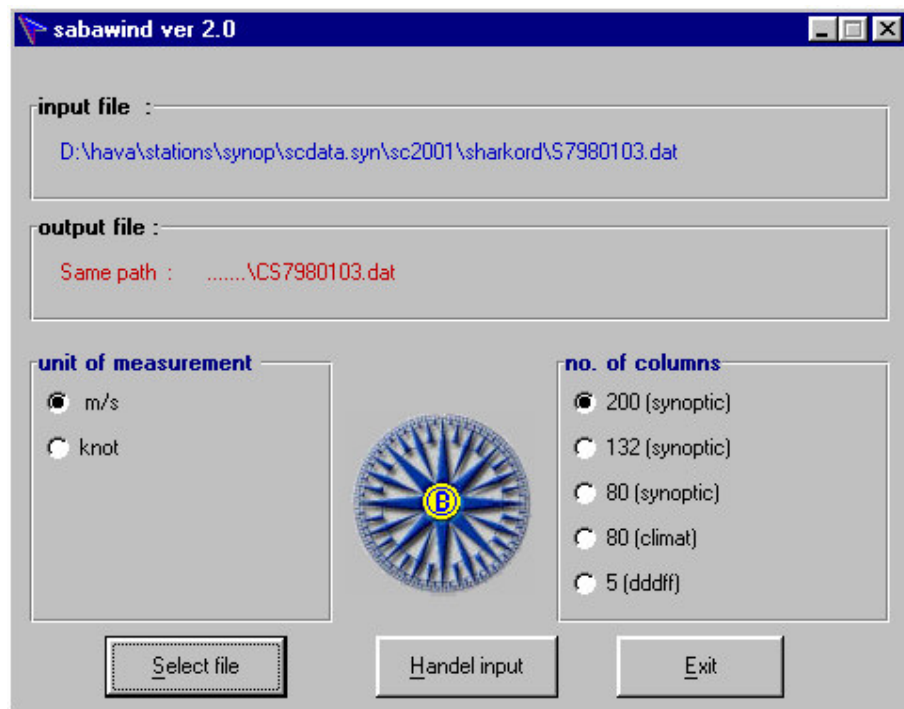 sabawind ver 2.0
input file :
D:\hava\stations\synop\scdata.syn\sc2001\sharkord\S7980103.dat
output file :
Same path : .......\CS7980103.dat
unit of measurement
m/s
knot
B
no. of columns
200 (synoptic)
132 (synoptic)
80 (synoptic)
80 (climat)
5 (dddff)
Select file
Handel input
Exit